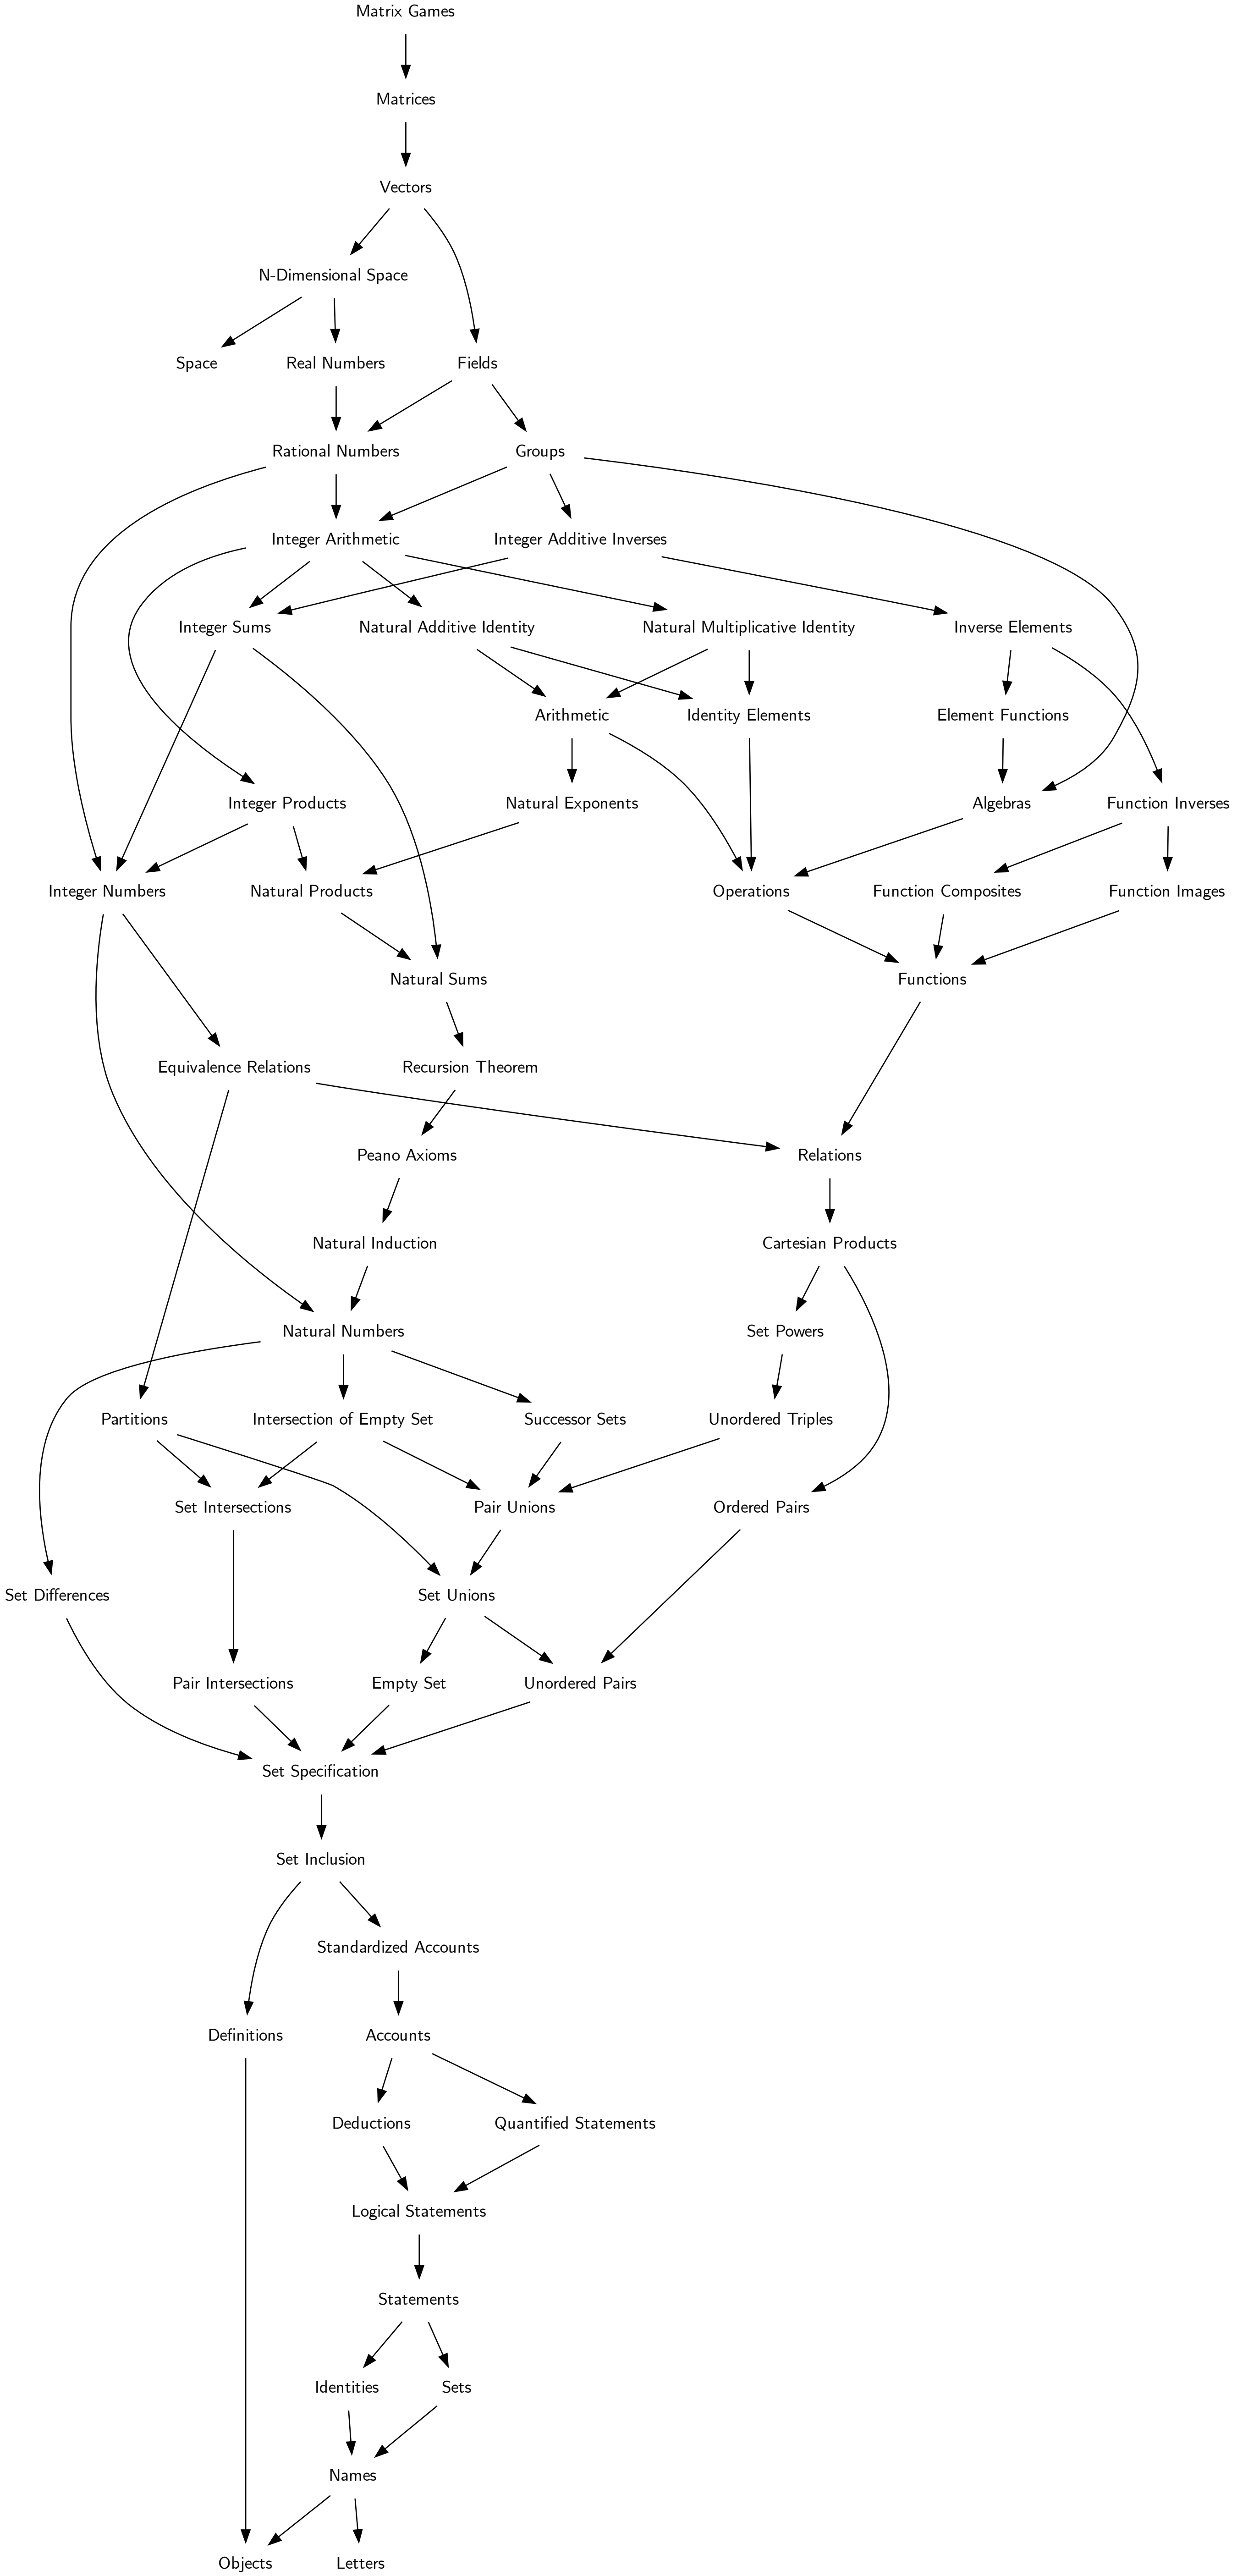 Matrix Games
Matrices
Vectors
N-Dimensional Space
Space
Real Numbers
Fields
Rational Numbers
Groups
Integer Arithmetic
Integer Additive Inverses
Integer Sums
Natural Additive Identity
Natural Multiplicative Identity
Inverse Elements
Arithmetic
Identity Elements
Element Functions
Integer Products
Natural Exponents
Algebras
Function Inverses
Integer Numbers
Natural Products
Operations
Function Composites
Function Images
Natural Sums
Functions
Equivalence Relations
Recursion Theorem
Peano Axioms
Relations
Natural Induction
Cartesian Products
Natural Numbers
Set Powers
Partitions
Intersection of Empty Set
Successor Sets
Unordered Triples
Set Intersections
Pair Unions
Ordered Pairs
Set Differences
Set Unions
Pair Intersections
Empty Set
Unordered Pairs
Set Specification
Set Inclusion
Standardized Accounts
Definitions
Accounts
Deductions
Quantified Statements
Logical Statements
Statements
Identities
Sets
Names
Objects
Letters